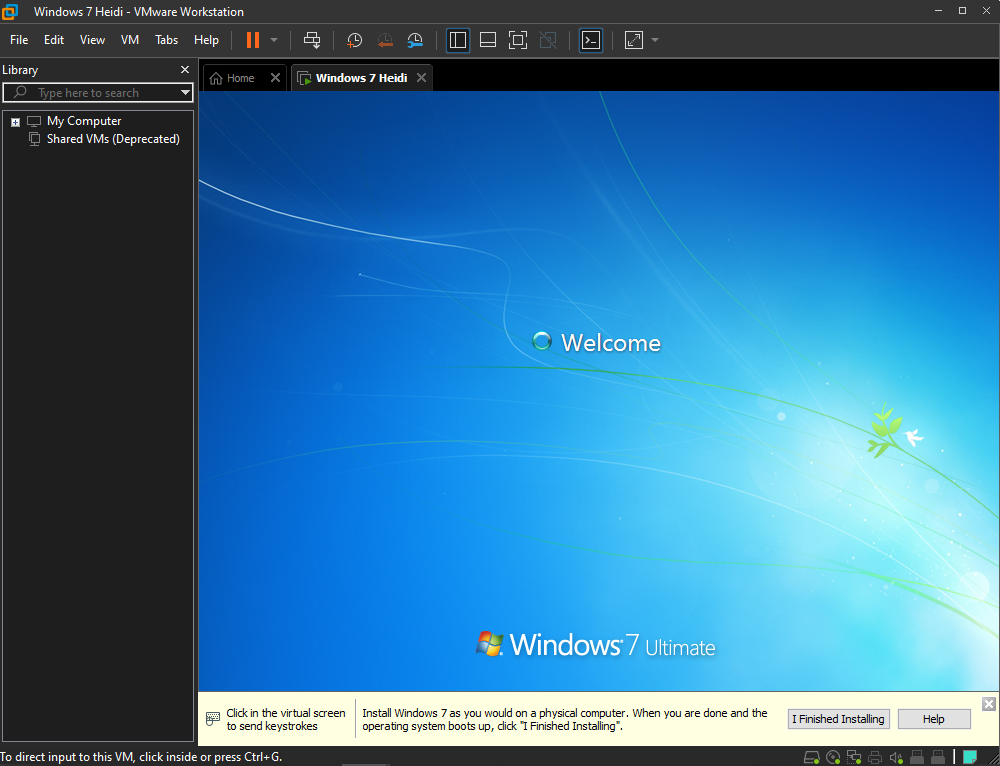 Windows 7 Heidi - VMware Workstation
File Edit View VM Tabs Help
Library
Type here to search
My Computer
Shared VMs (Deprecated)
Home
Windows 7 Heidi
Welcome
Windows 7 Ultimate
Click in the virtual screen
to send keystrokes
Install Windows 7 as you would on a physical computer. When you are done and the
operating system boots up, click "I Finished Installing".
I Finished Installing
Help
To direct input to this VM, click inside or press Ctrl+G.